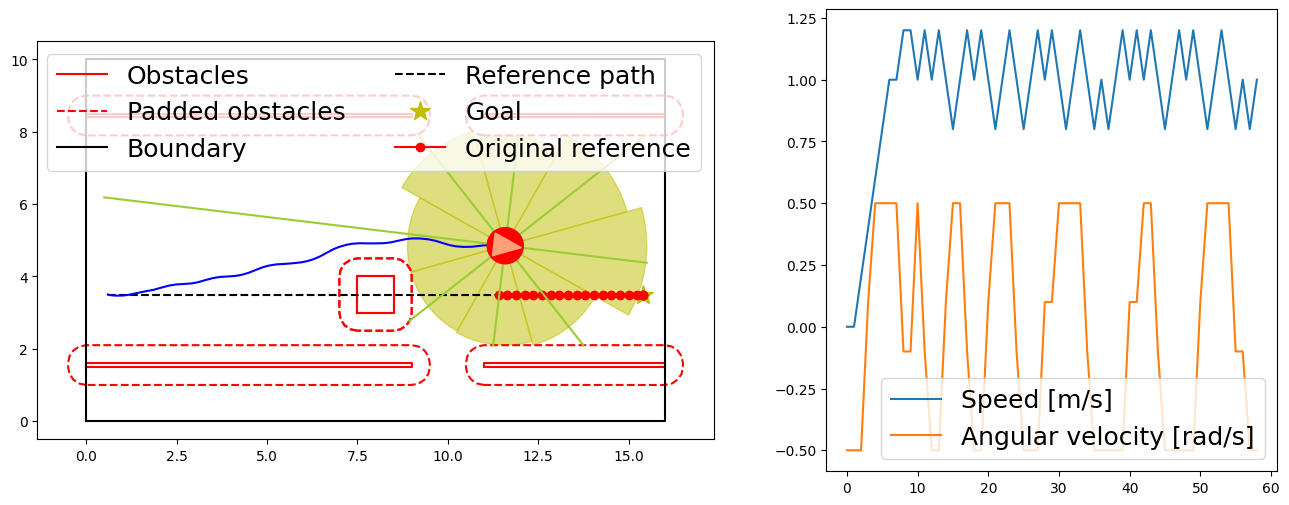 Obstacles
Padded obstacles
Boundary
Reference path
Goal
Original reference
10
8
6
4
2
0
0.0 2.5 5.0 7.5 10.0 12.5 15.0
1.25
1.00
0.75
0.50
0.25
0.00
−0.25
−0.50
Speed [m/s]
Angular velocity [rad/s]
0 10 20 30 40 50 60